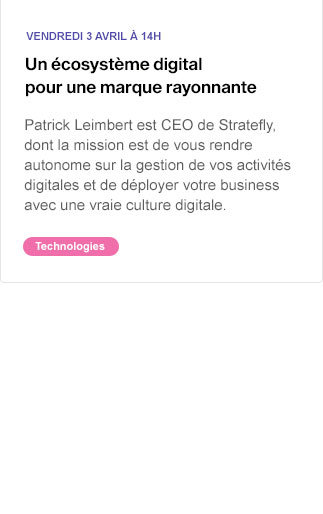 VENDREDI 3 AVRIL À 14H
Un écosystème digital
pour une marque rayonnante
Patrick Leimbert est CEO de Stratefly,
dont la mission est de vous rendre
autonome sur la gestion de vos activités
digitales et de déployer votre business
avec une vraie culture digitale.
Technologies